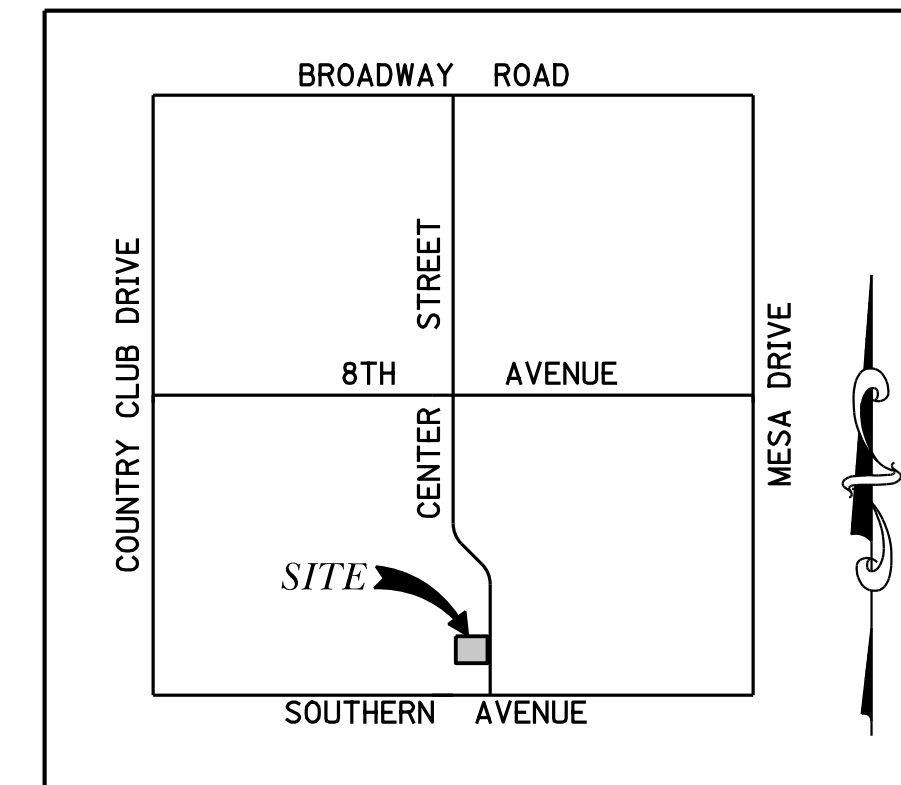 BROADWAY ROAD
COUNTRY CLUB DRIVE
CENTER STREET
MESA DRIVE
8TH AVENUE
SITE
SOUTHERN AVENUE